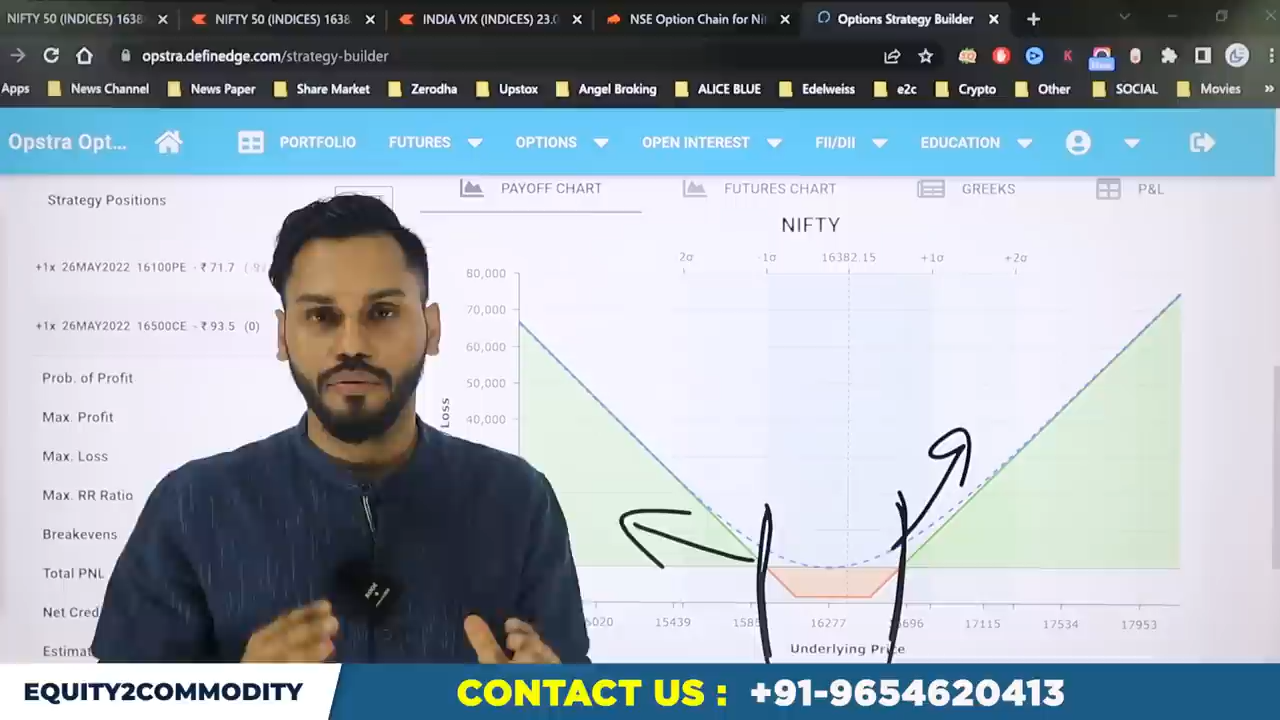 NIFTY 50 (INDICES) 1638 NIFTY 50 (INDICES) 1638 INDIA VIX (INDICES) 23.0 NSE Option Chain for Ni Options Strategy Builder
opstra.definedge.com/strategy-builder
Apps News Channel News Paper Share Market Zerodha Upstox Angel Broking ALICE BLUE Edelweiss e2c Crypto Other SOCIAL Movies »
Opstra Opt... PORTFOLIO FUTURES OPTIONS OPEN INTEREST FII/DII EDUCATION
Strategy Positions
PAYOFF CHART FUTURES CHART GREEKS P&L
NIFTY
2σ -1σ 16382.15 +1σ +2σ
+1x 26MAY2022 16100PE - ₹ 71.7
+1x 26MAY2022 16500CE - ₹ 93.5 (0)
80,000
70,000
60,000
50,000
40,000
Loss
Prob. of Profit
Max. Profit
Max. Loss
Max. RR Ratio
Breakevens
Total PNL
Net Cred
Estimat
020 15439 158 16277 696 17115 17534 17953
Underlying Price
EQUITY2COMMODITY
CONTACT US : +91-9654620413